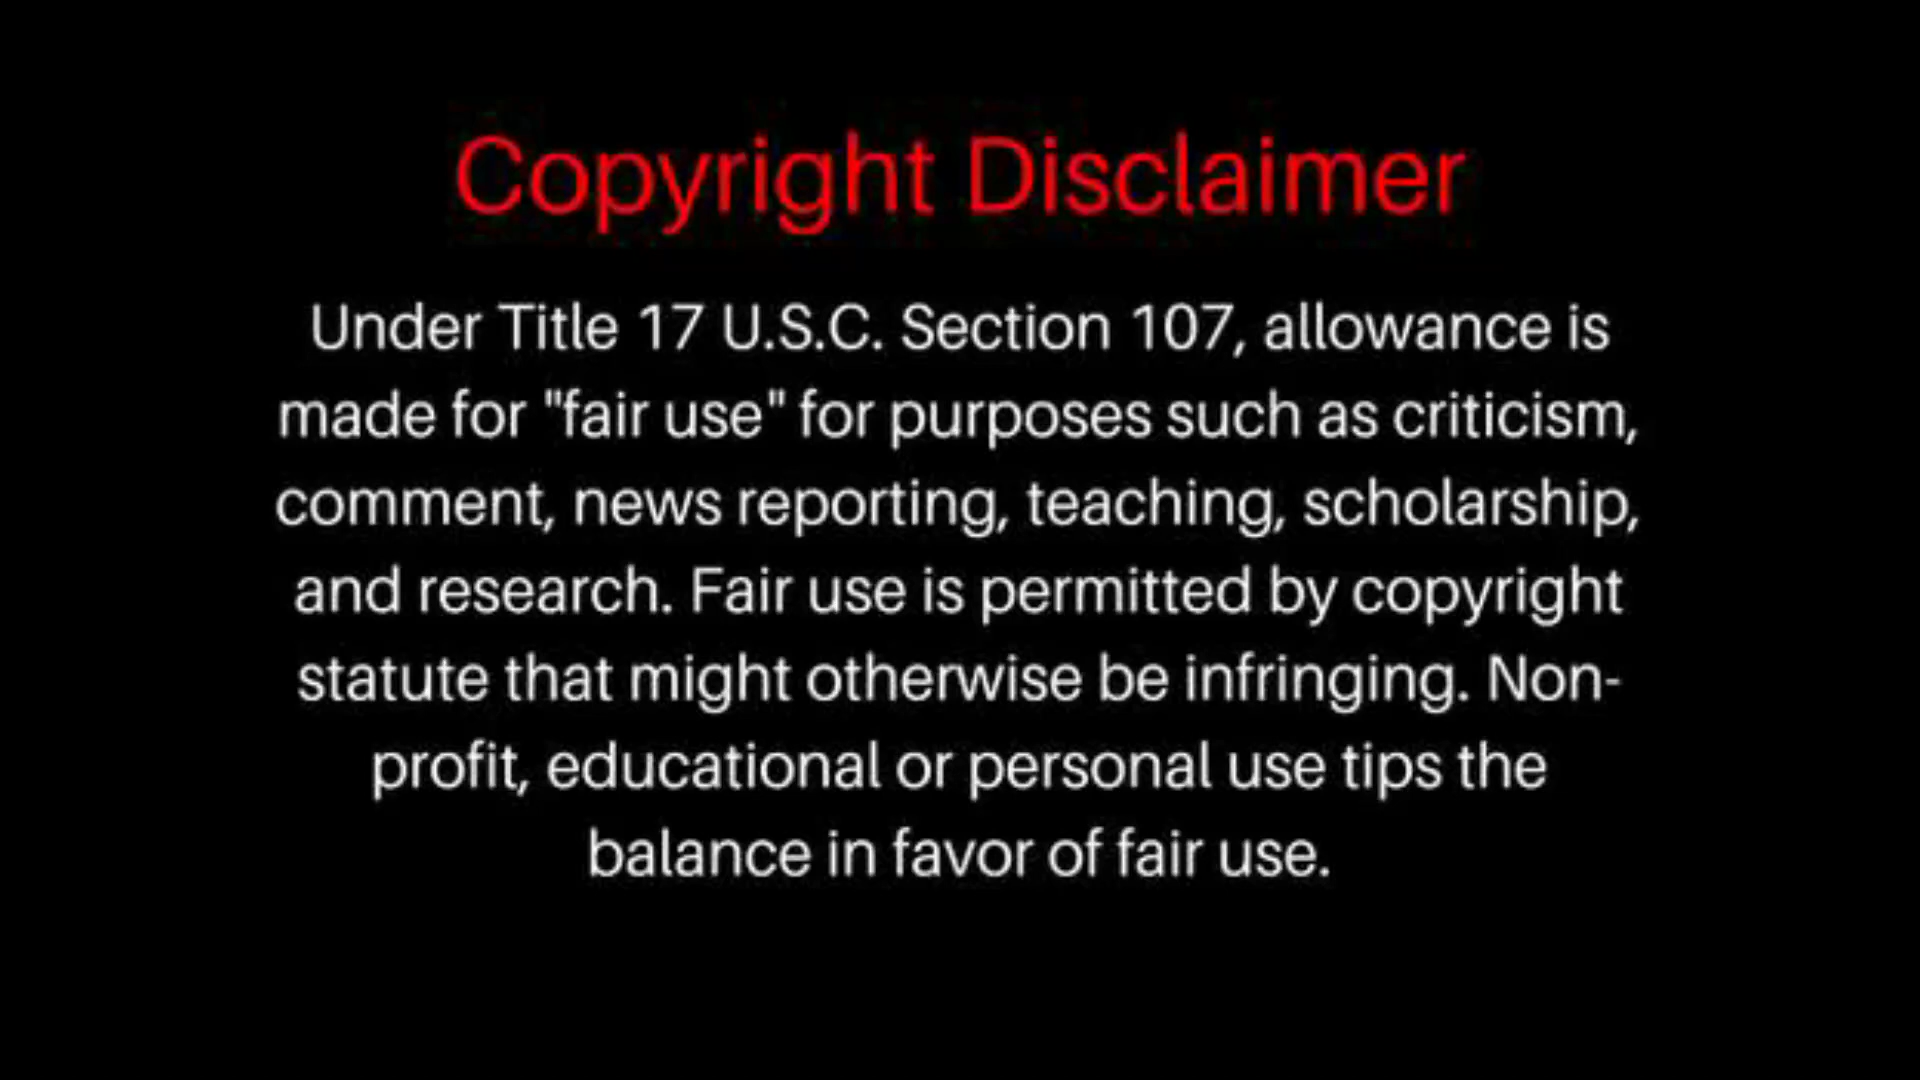 Copyright Disclaimer
Under Title 17 U.S.C. Section 107, allowance is
made for "fair use" for purposes such as criticism,
comment, news reporting, teaching, scholarship,
and research. Fair use is permitted by copyright
statute that might otherwise be infringing. Non-
profit, educational or personal use tips the
balance in favor of fair use.